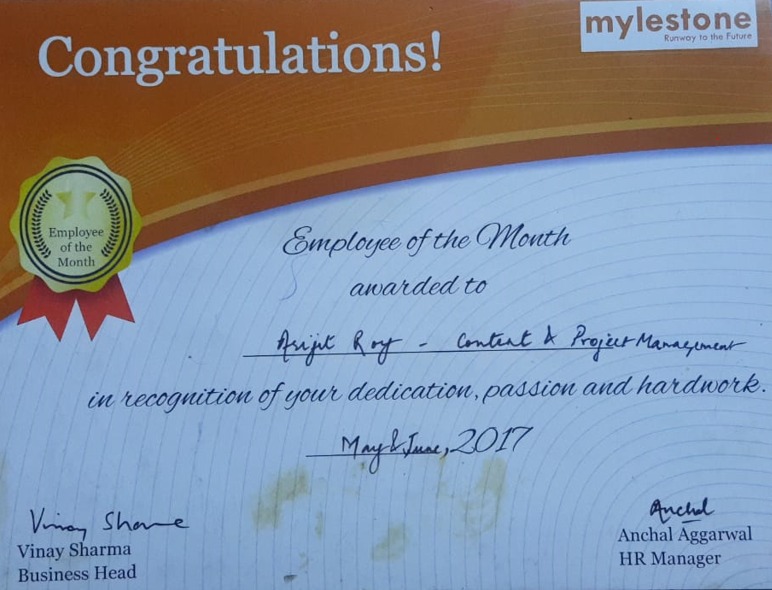 Congratulations!
mylestone
Runway to the Future
Employee
of the
Month
Employee of the Month
awarded to
Arijit Roy - Content & Project Management
in recognition of your dedication, passion and hardwork.
May & June, 2017
Vinay Sharma
Vinay Sharma
Business Head
Anchal
Anchal Aggarwal
HR Manager